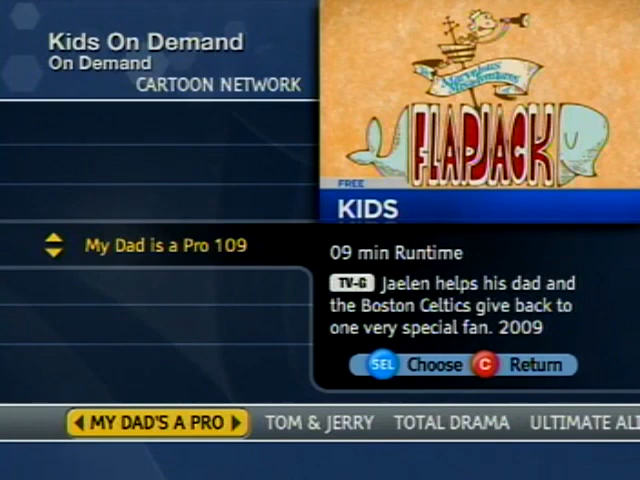 Kids On Demand
On Demand
CARTOON NETWORK
Marvelous
Misadventures
FLAPJACK
FREE
KIDS
My Dad is a Pro 109
09 min Runtime
TV-G Jaelen helps his dad and
the Boston Celtics give back to
one very special fan. 2009
SEL Choose C Return
MY DAD'S A PRO TOM & JERRY TOTAL DRAMA ULTIMATE ALI